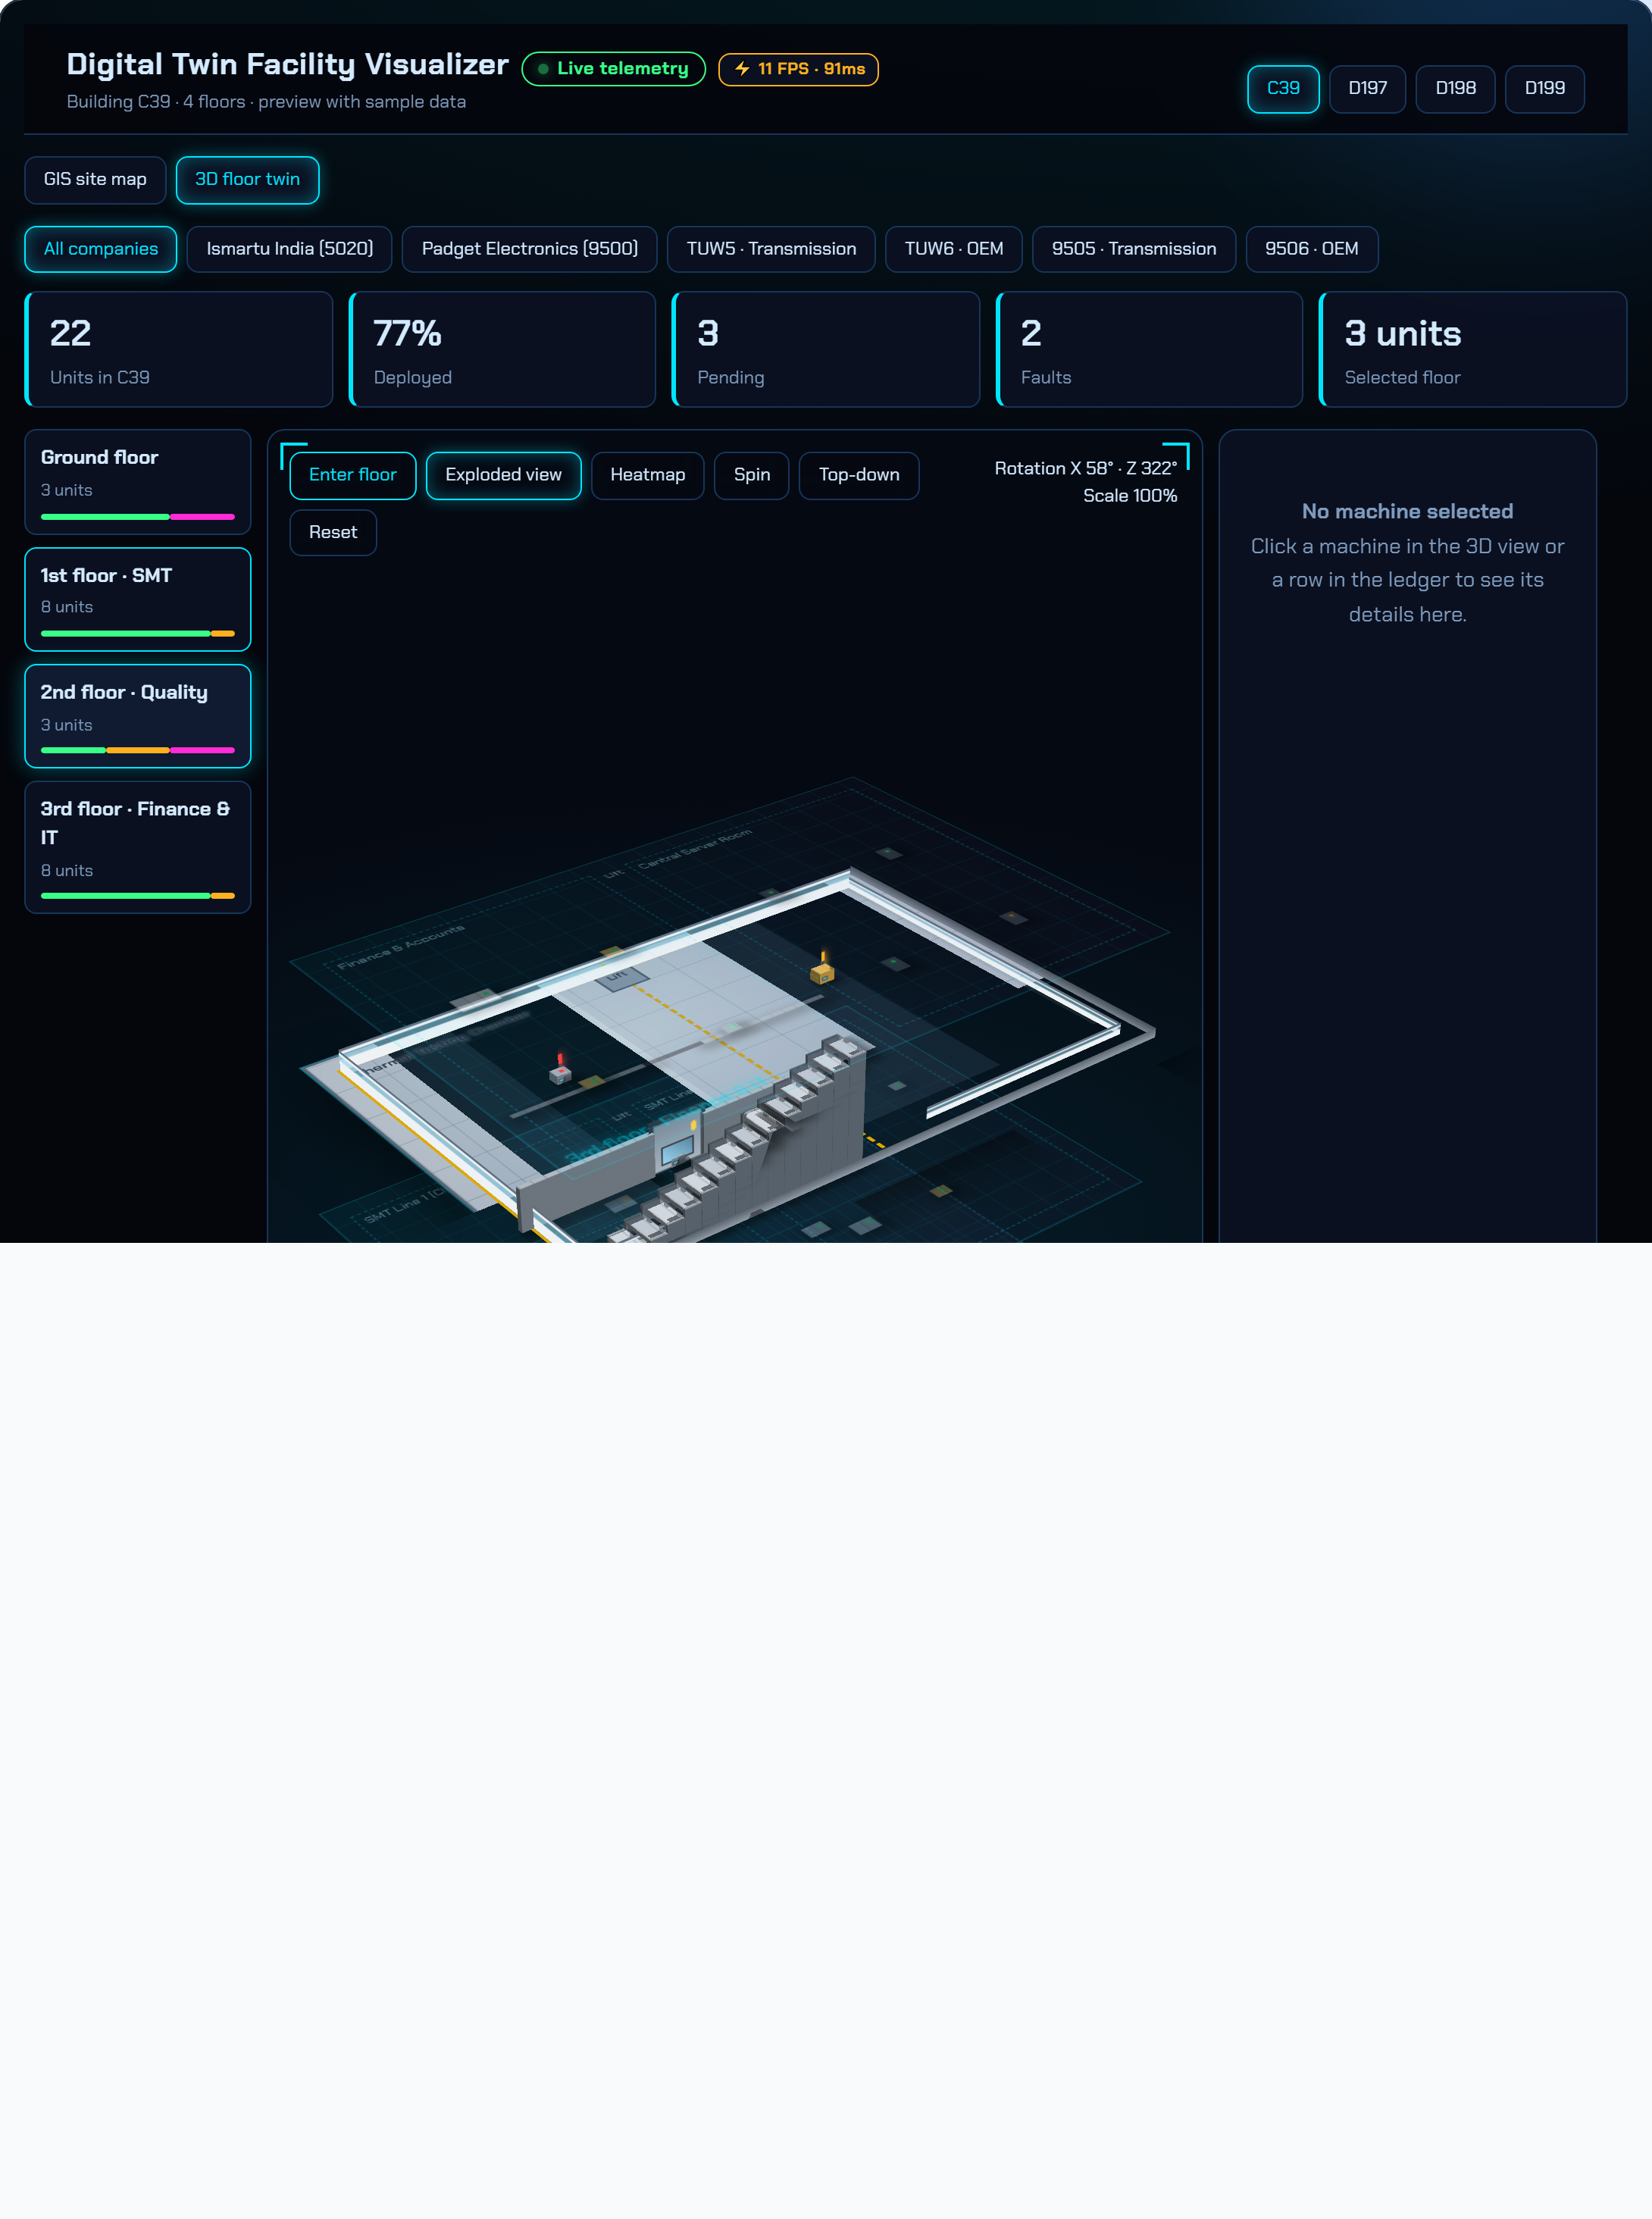 Digital Twin Facility Visualizer
Live telemetry
11 FPS · 91ms
Building C39 · 4 floors · preview with sample data
C39
D197
D198
D199
GIS site map
3D floor twin
All companies
Ismartu India (5020)
Padget Electronics (9500)
TUW5 · Transmission
TUW6 · OEM
9505 · Transmission
9506 · OEM
22
Units in C39
77%
Deployed
3
Pending
2
Faults
3 units
Selected floor
Ground floor
3 units
1st floor · SMT
8 units
2nd floor · Quality
3 units
3rd floor · Finance &
IT
8 units
Enter floor
Exploded view
Heatmap
Spin
Top-down
Reset
Rotation X 58° · Z 322°
Scale 100%
Lift
Central Server Room
Finance & Accounts
Lift
Lift
SMT Line
3rd floor
SMT Line 1
No machine selected
Click a machine in the 3D view or
a row in the ledger to see its
details here.